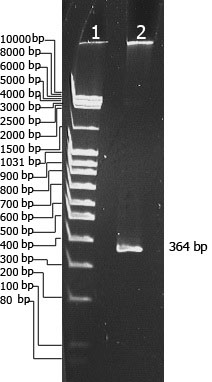 1 2
10000 bp
8000 bp
6000 bp
5000 bp
4000 bp
3000 bp
2500 bp
2000 bp
1500 bp
1031 bp
900 bp
800 bp
700 bp
600 bp
500 bp
400 bp
300 bp
200 bp
100 bp
80 bp
364 bp